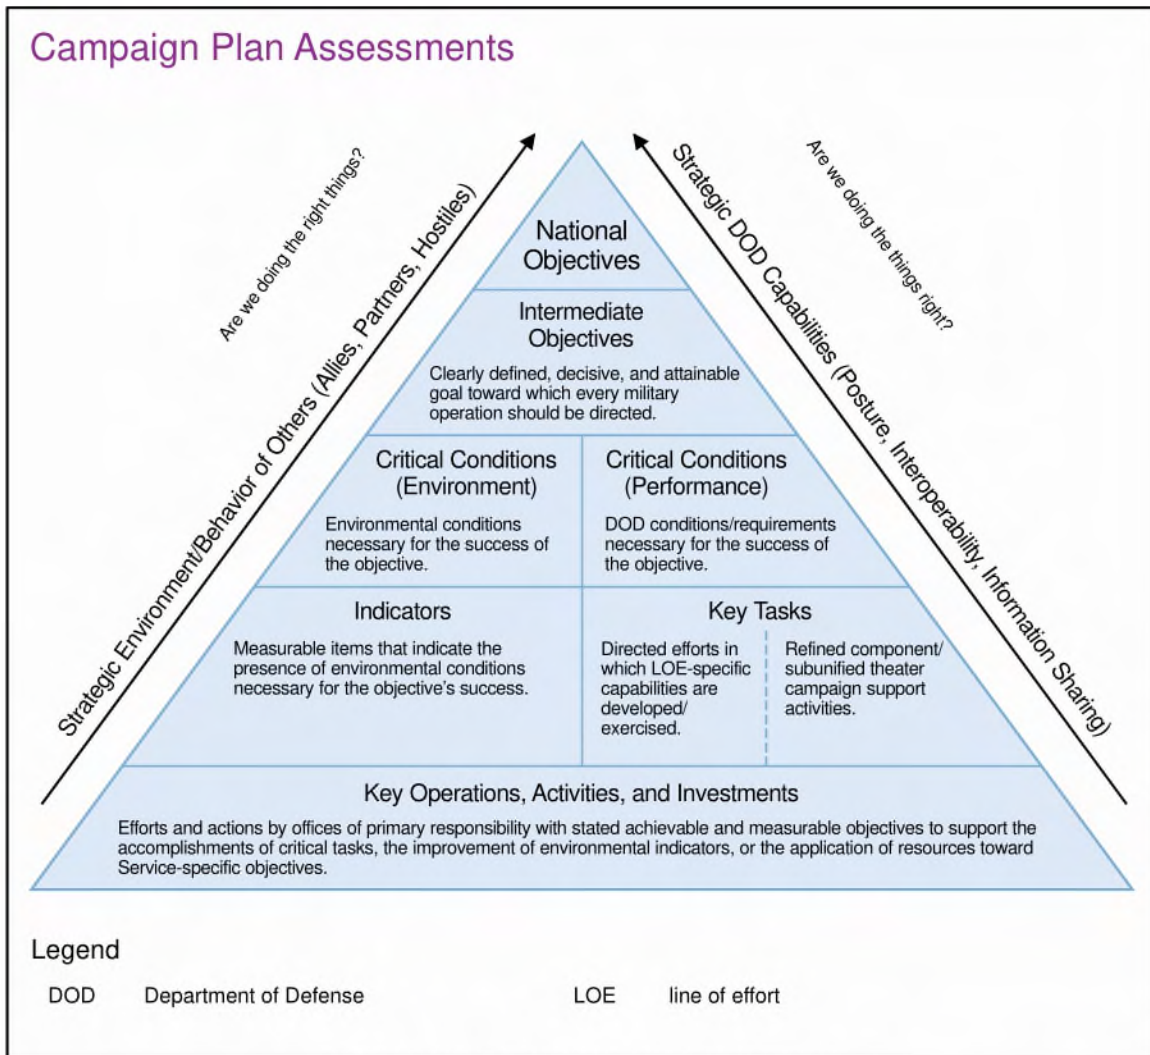 Campaign Plan Assessments
Are we doing the right things?
Strategic Environment/Behavior of Others (Allies, Partners, Hostiles)
Strategic DOD Capabilities (Posture, Interoperability, Information Sharing)
Are we doing the things right?
National
Objectives
Intermediate
Objectives
Clearly defined, decisive, and attainable
goal toward which every military
operation should be directed.
Critical Conditions
(Environment)
Environmental conditions
necessary for the success of
the objective.
Critical Conditions
(Performance)
DOD conditions/requirements
necessary for the success of
the objective.
Indicators
Measurable items that indicate the
presence of environmental conditions
necessary for the objective's success.
Key Tasks
Directed efforts in
which LOE-specific
capabilities are
developed/
exercised.
Refined component/
subunified theater
campaign support
activities.
Key Operations, Activities, and Investments
Efforts and actions by offices of primary responsibility with stated achievable and measurable objectives to support the
accomplishments of critical tasks, the improvement of environmental indicators, or the application of resources toward
Service-specific objectives.
Legend
DOD Department of Defense
LOE line of effort